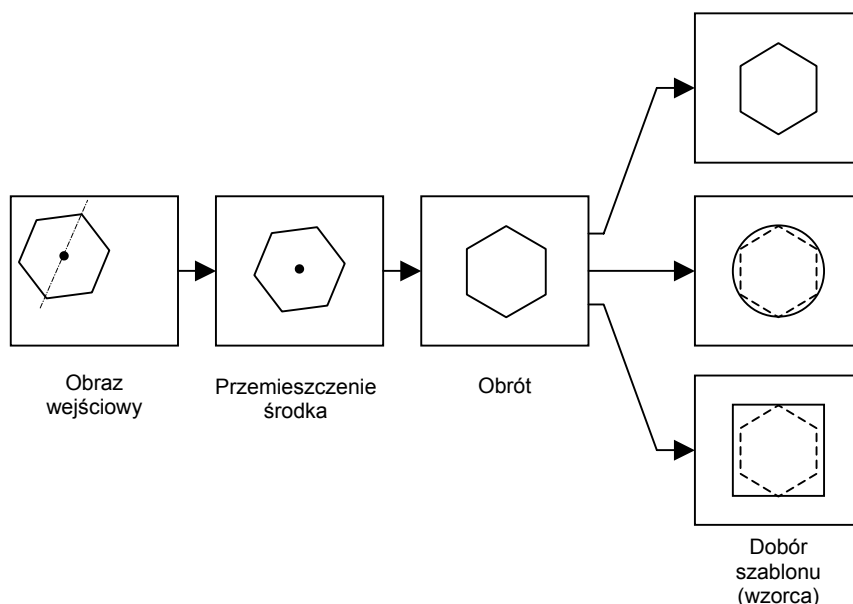 Obraz
wejściowy
Przemieszczenie
środka
Obrót
Dobór
szablonu
(wzorca)